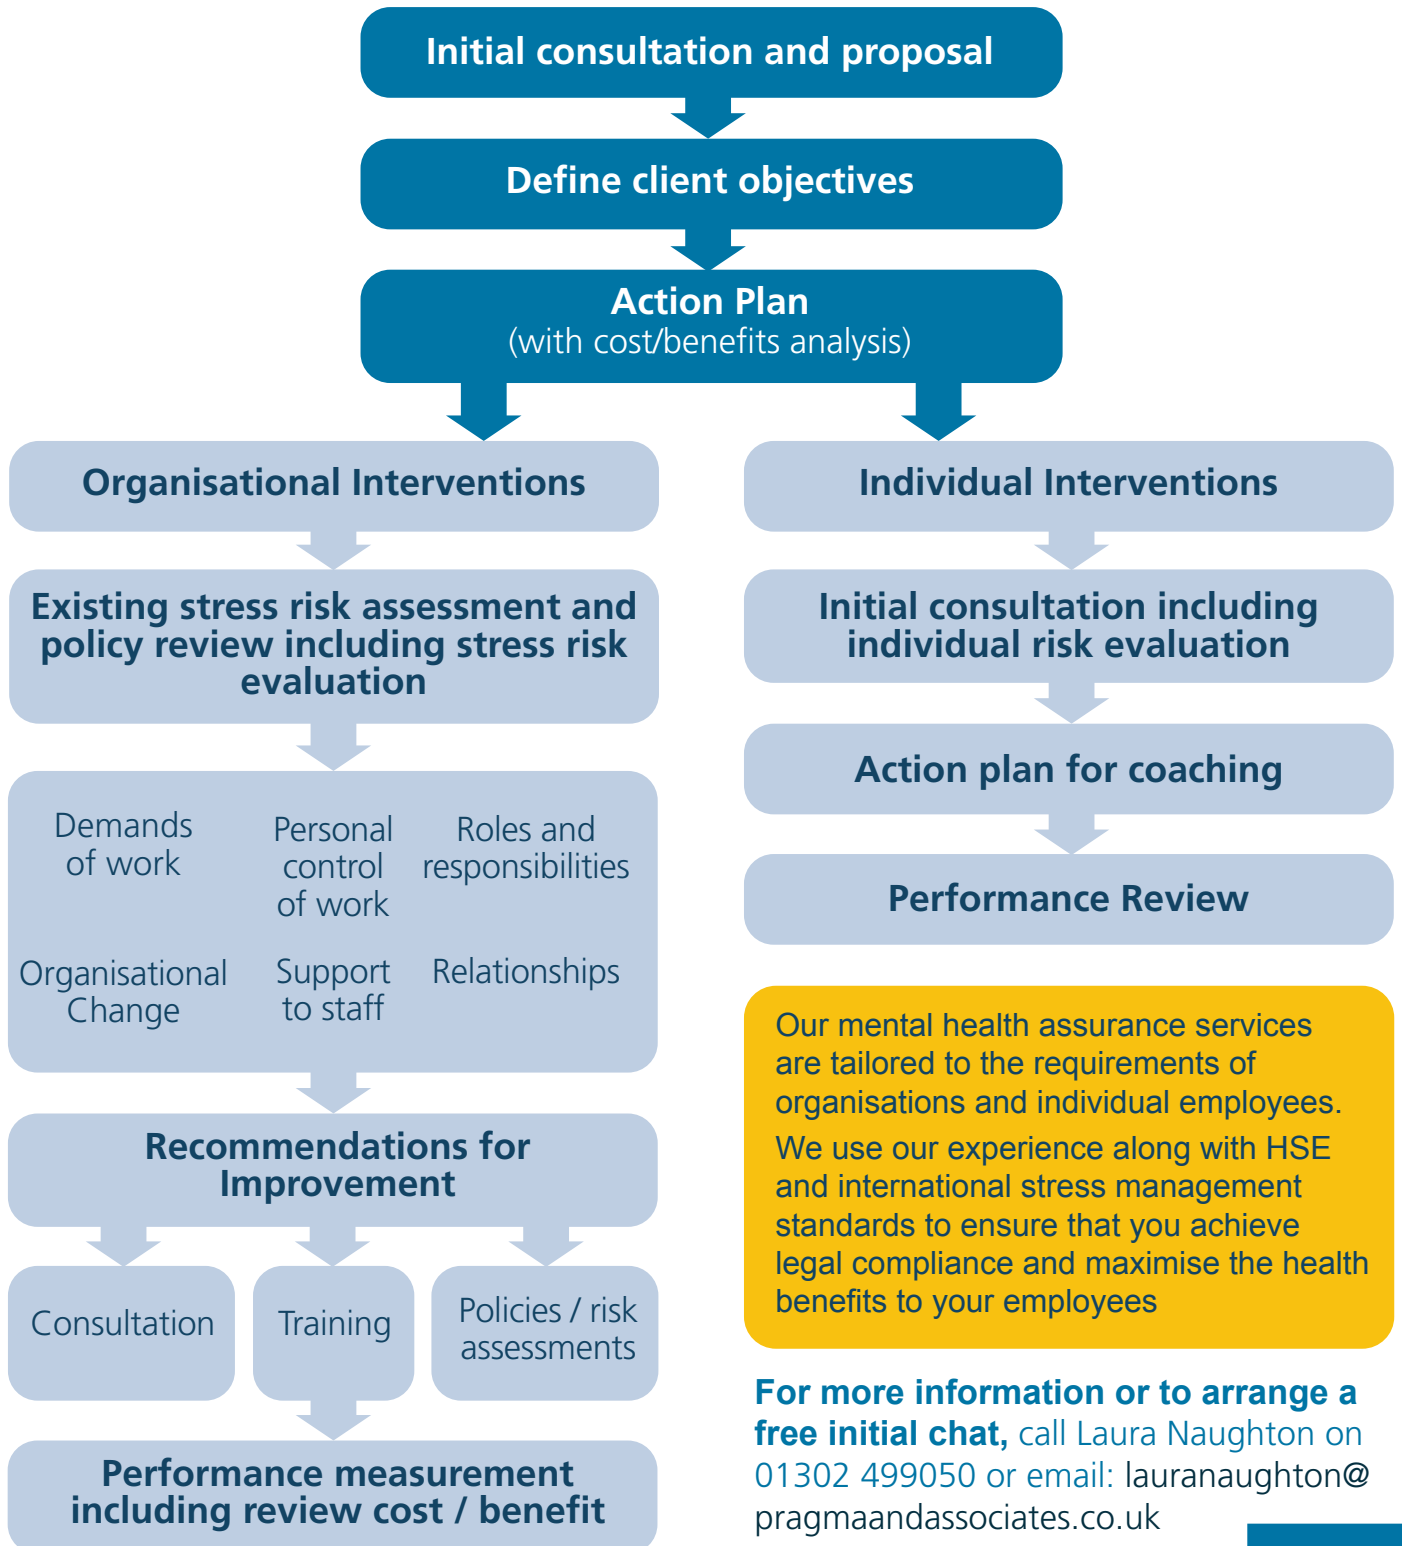 Initial consultation and proposal
Define client objectives
Action Plan
(with cost/benefits analysis)
Organisational Interventions
Existing stress risk assessment and
policy review including stress risk
evaluation
Demands
of work
Personal
control
of work
Roles and
responsibilities
Organisational
Change
Support
to staff
Relationships
Recommendations for
Improvement
Consultation
Training
Policies / risk
assessments
Performance measurement
including review cost / benefit
Individual Interventions
Initial consultation including
individual risk evaluation
Action plan for coaching
Performance Review
Our mental health assurance services
are tailored to the requirements of
organisations and individual employees.
We use our experience along with HSE
and international stress management
standards to ensure that you achieve
legal compliance and maximise the health
benefits to your employees
For more information or to arrange a
free initial chat, call Laura Naughton on
01302 499050 or email: lauranaughton@
pragmaandassociates.co.uk